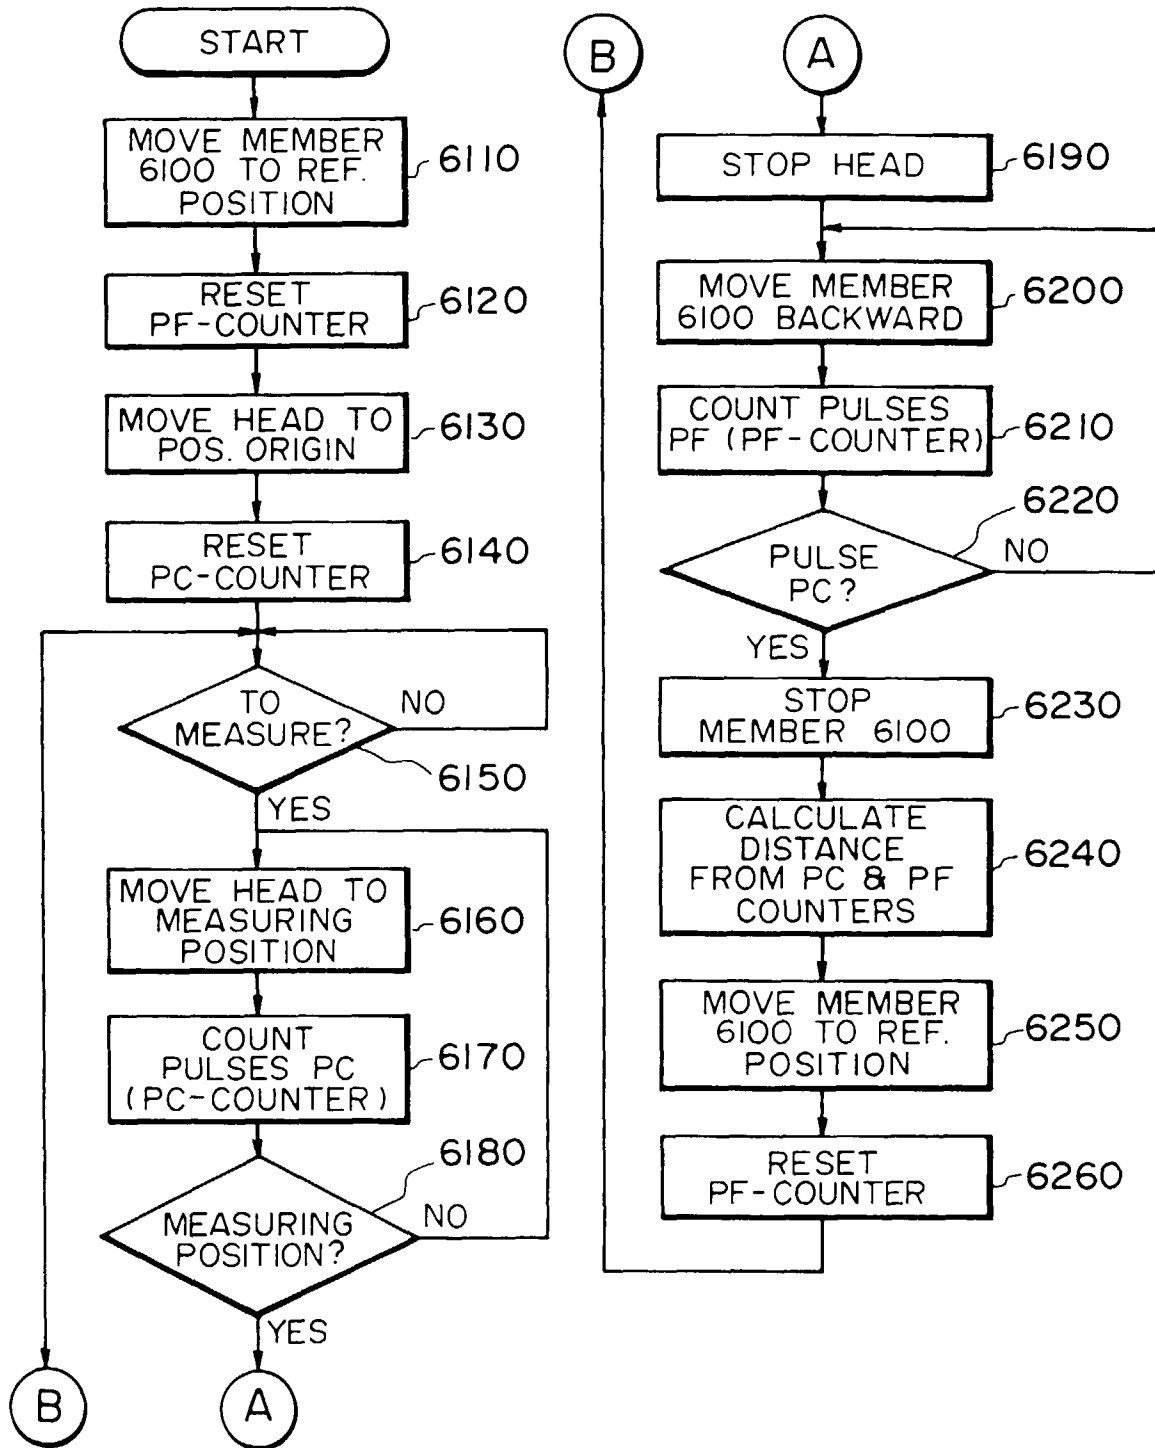 START
MOVE MEMBER
6100 TO REF.
POSITION
6110
RESET
PF-COUNTER
6120
MOVE HEAD TO
POS. ORIGIN
6130
RESET
PC-COUNTER
6140
TO
MEASURE?
NO
6150
YES
MOVE HEAD TO
MEASURING
POSITION
6160
COUNT
PULSES PC
(PC-COUNTER)
6170
6180
MEASURING
POSITION?
NO
YES
B
A
B
A
STOP HEAD
6190
MOVE MEMBER
6100 BACKWARD
6200
COUNT PULSES
PF (PF-COUNTER)
6210
6220
PULSE
PC?
NO
YES
STOP
MEMBER 6100
6230
CALCULATE
DISTANCE
FROM PC & PF
COUNTERS
6240
MOVE MEMBER
6100 TO REF.
POSITION
6250
RESET
PF-COUNTER
6260